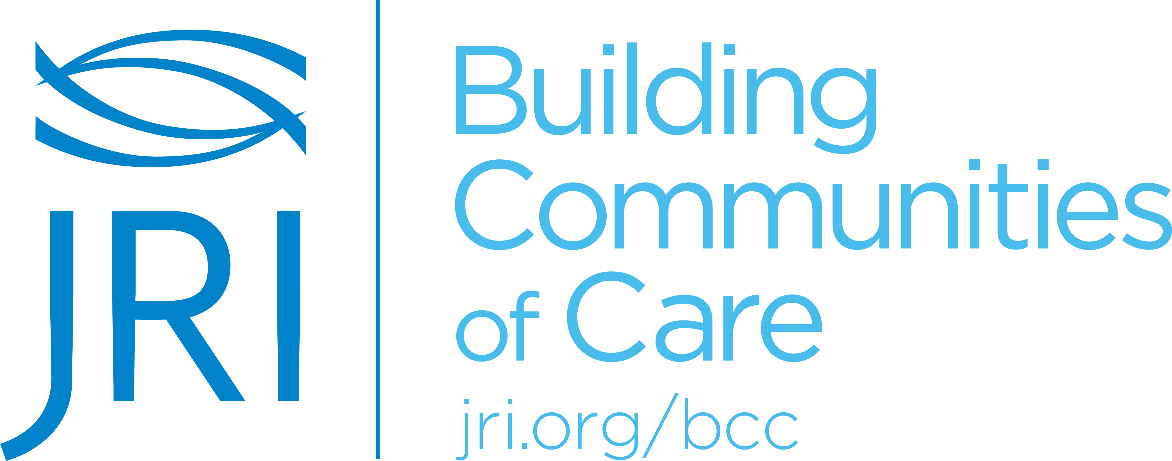 JRI
Building
Communities
of Care
jri.org/bcc